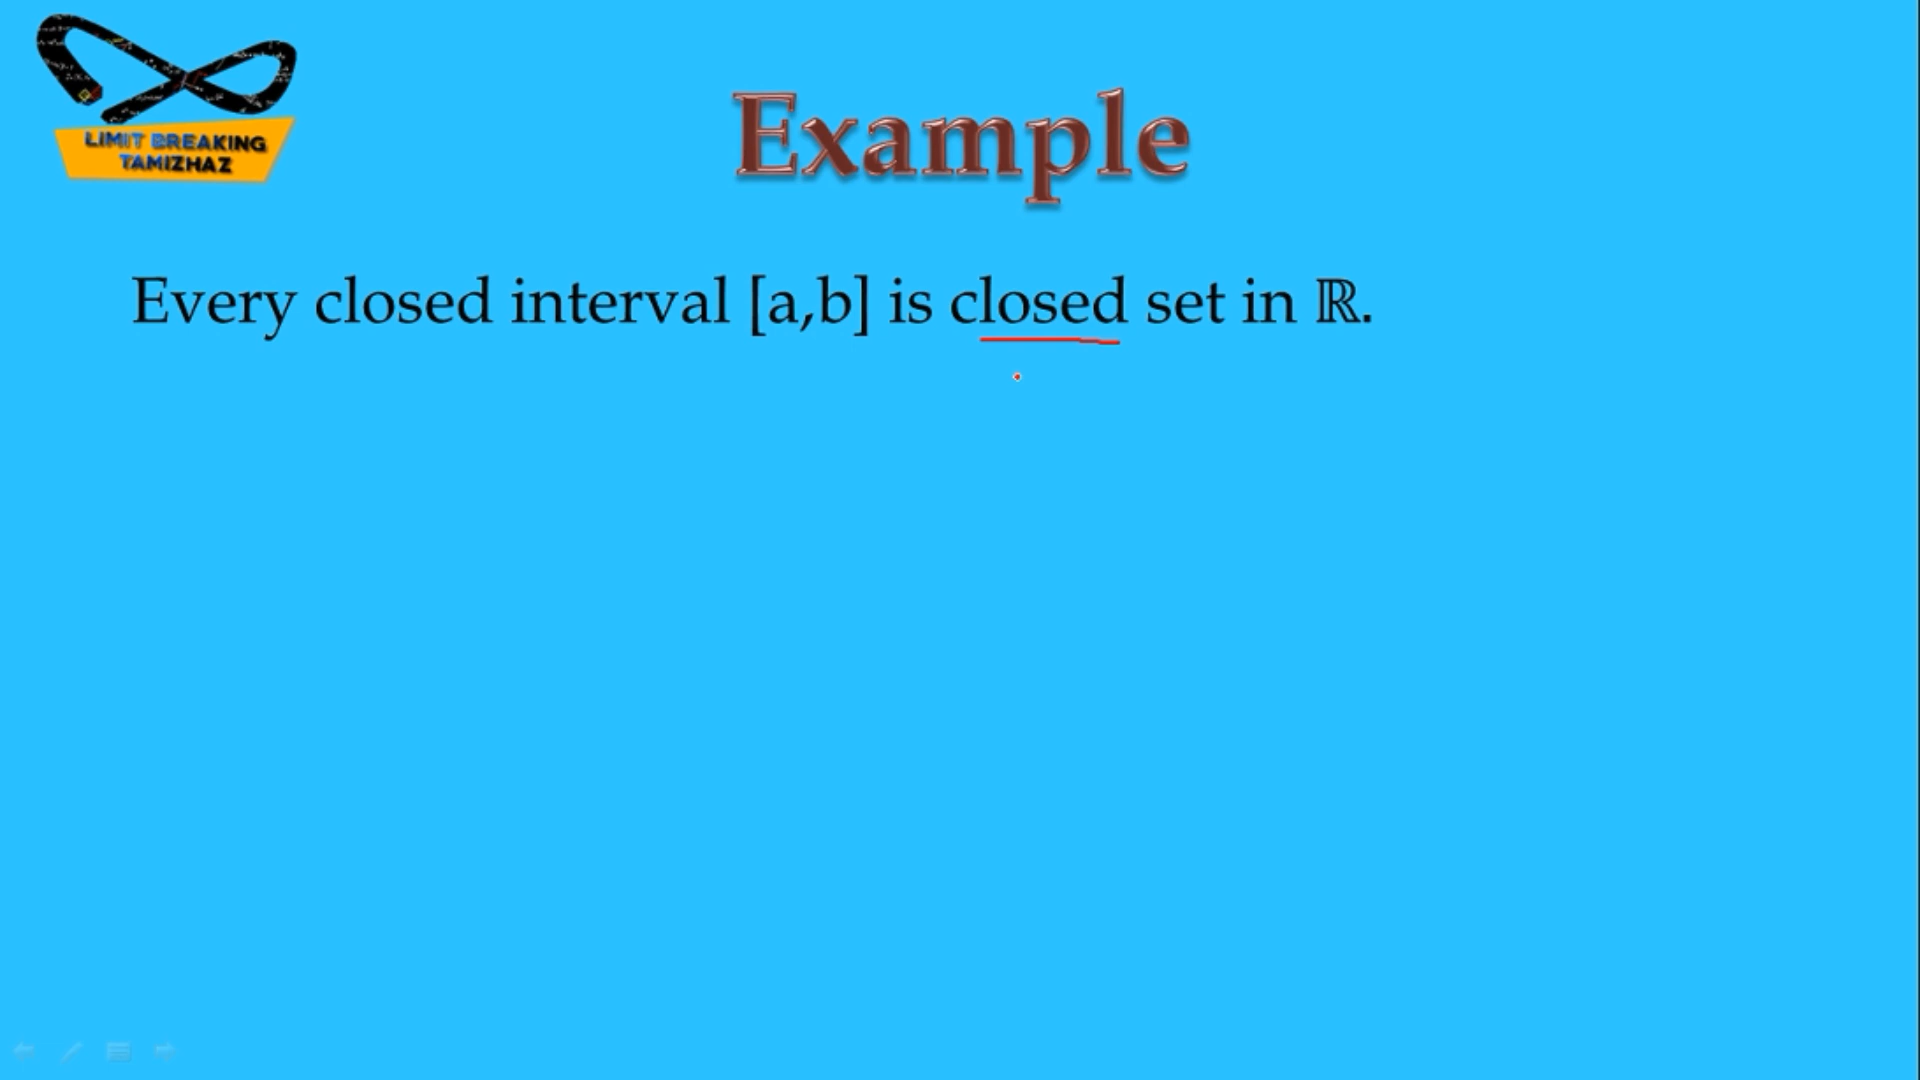 LIMIT BREAKING
TAMIZHAZ
Example
Every closed interval [a,b] is closed set in ℝ.